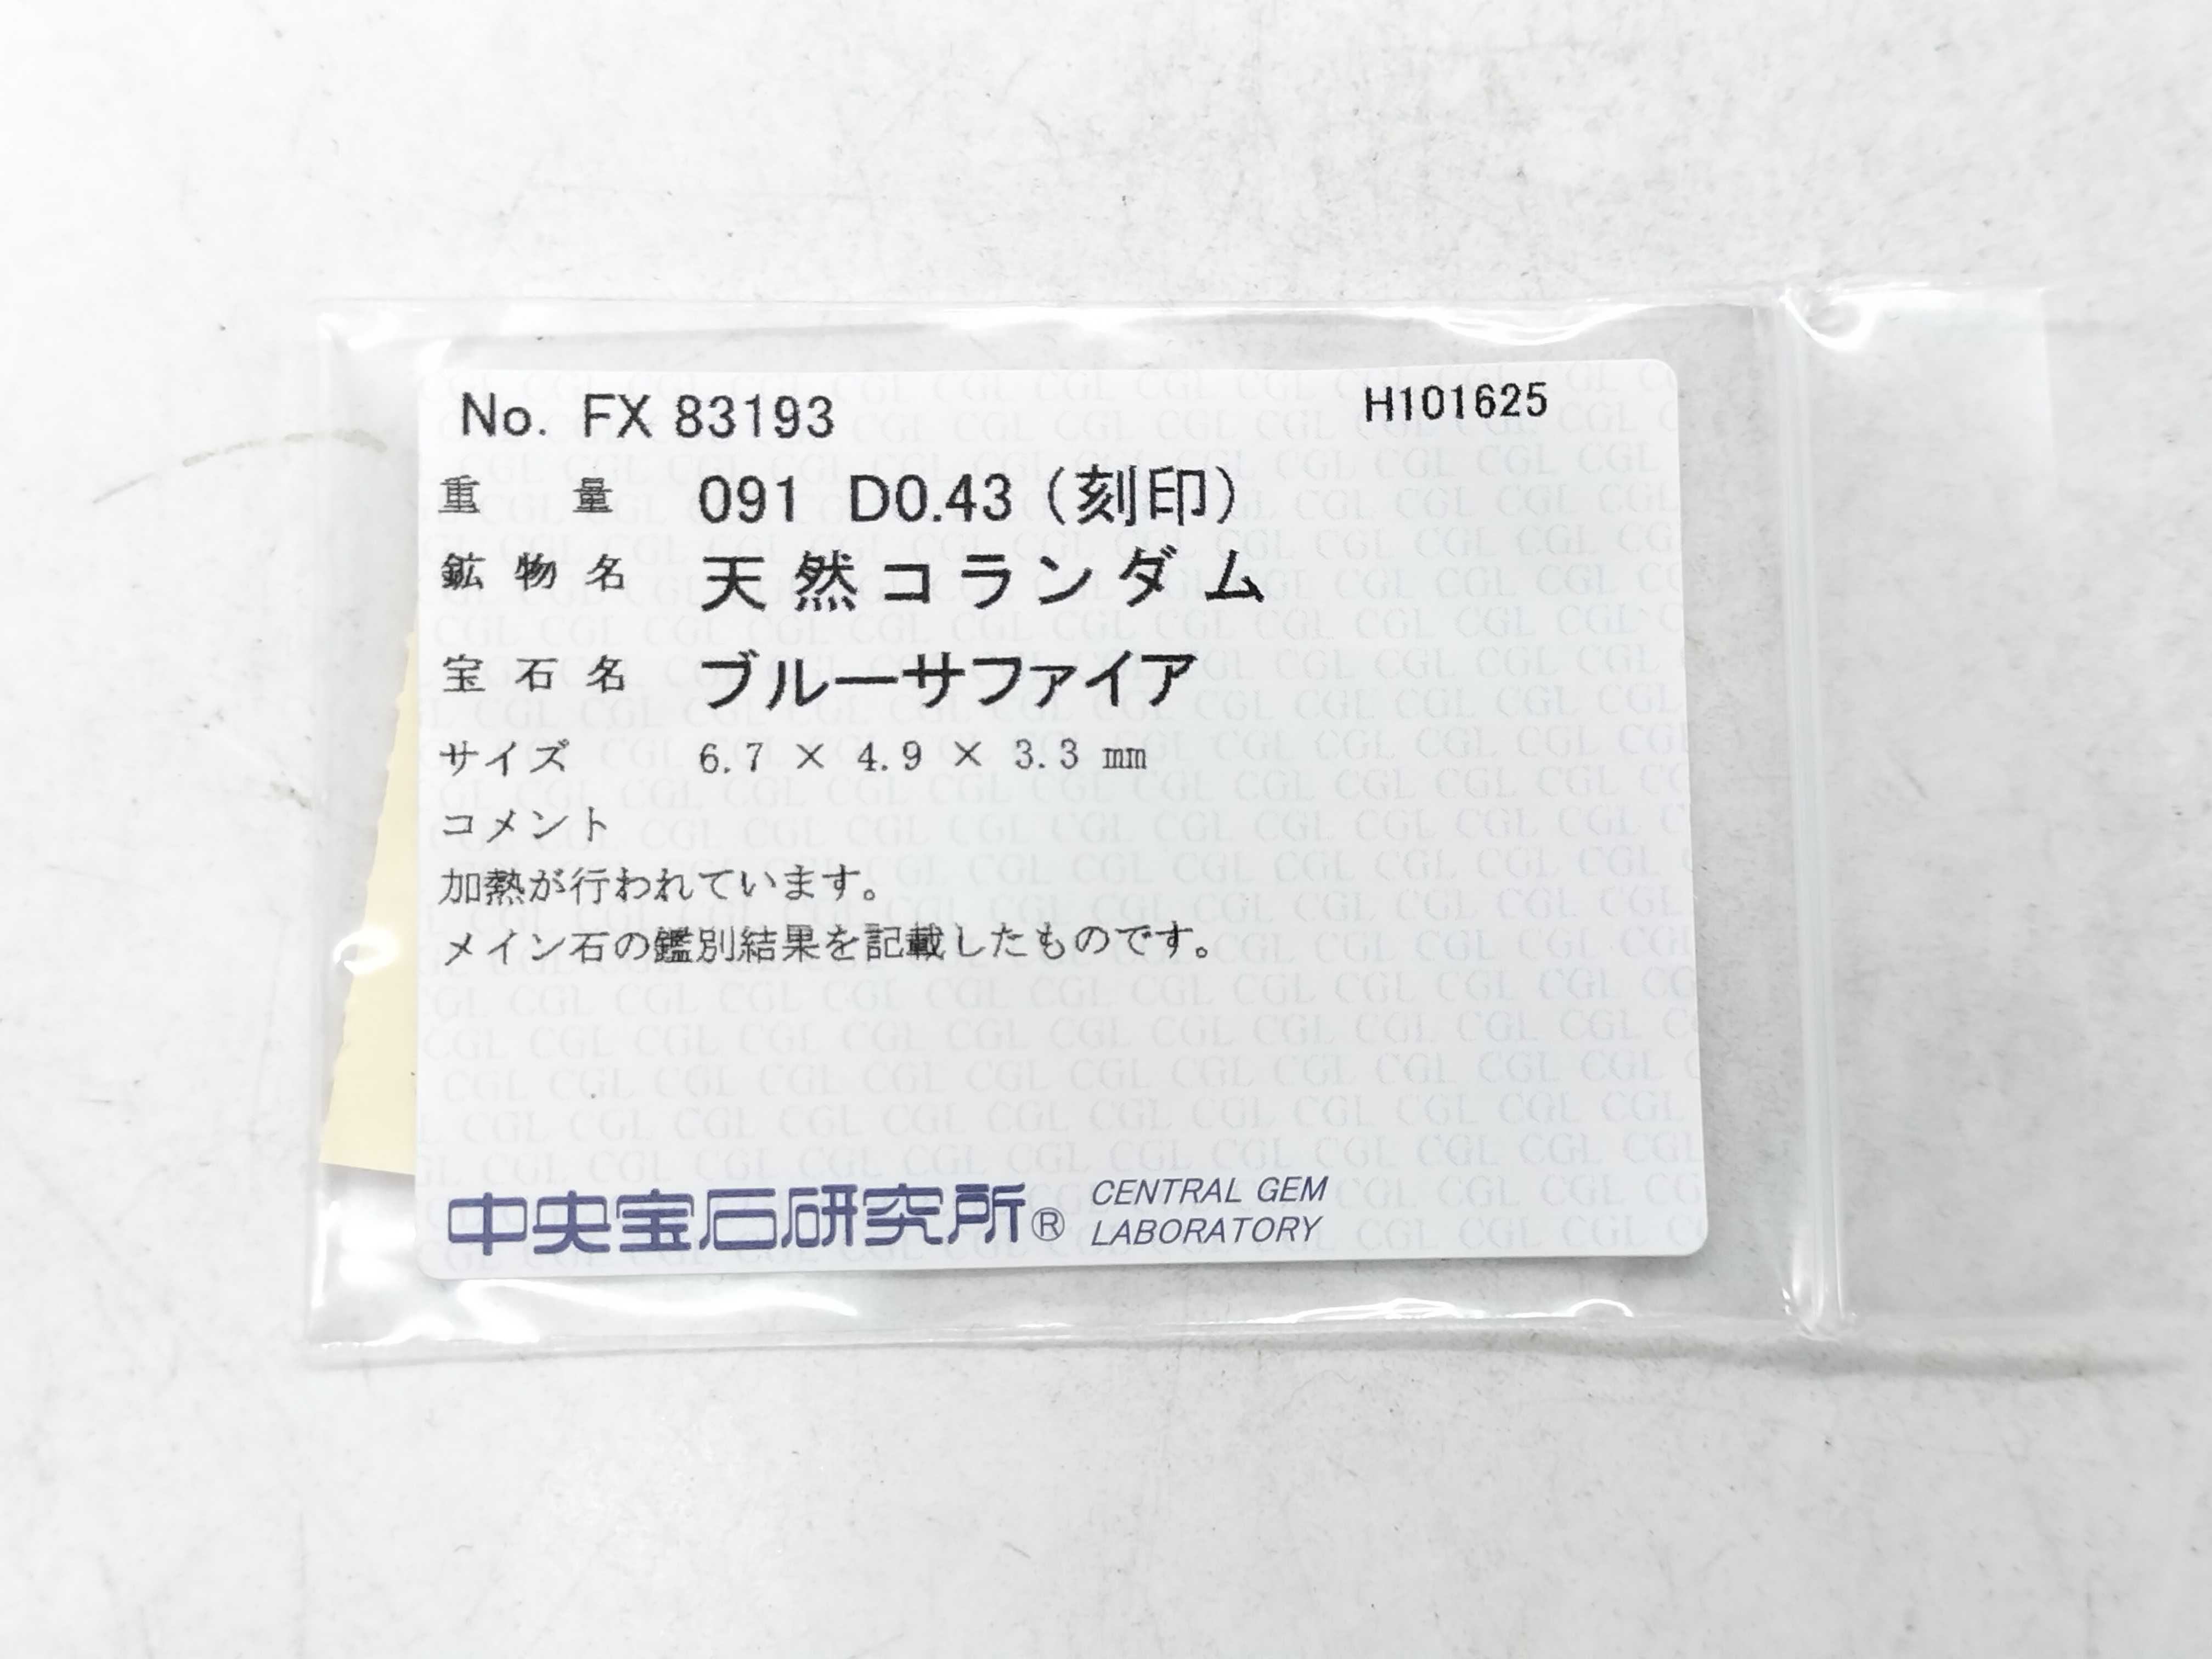 No. FX 83193 H101625
重量 091 D0.43 (刻印)
鉱物名 天然コランダム
宝石名 ブルーサファイア
サイズ 6.7 × 4.9 × 3.3 mm
コメント
加熱が行われています。
メイン石の鑑別結果を記載したものです。
中央宝石研究所® CENTRAL GEM
LABORATORY